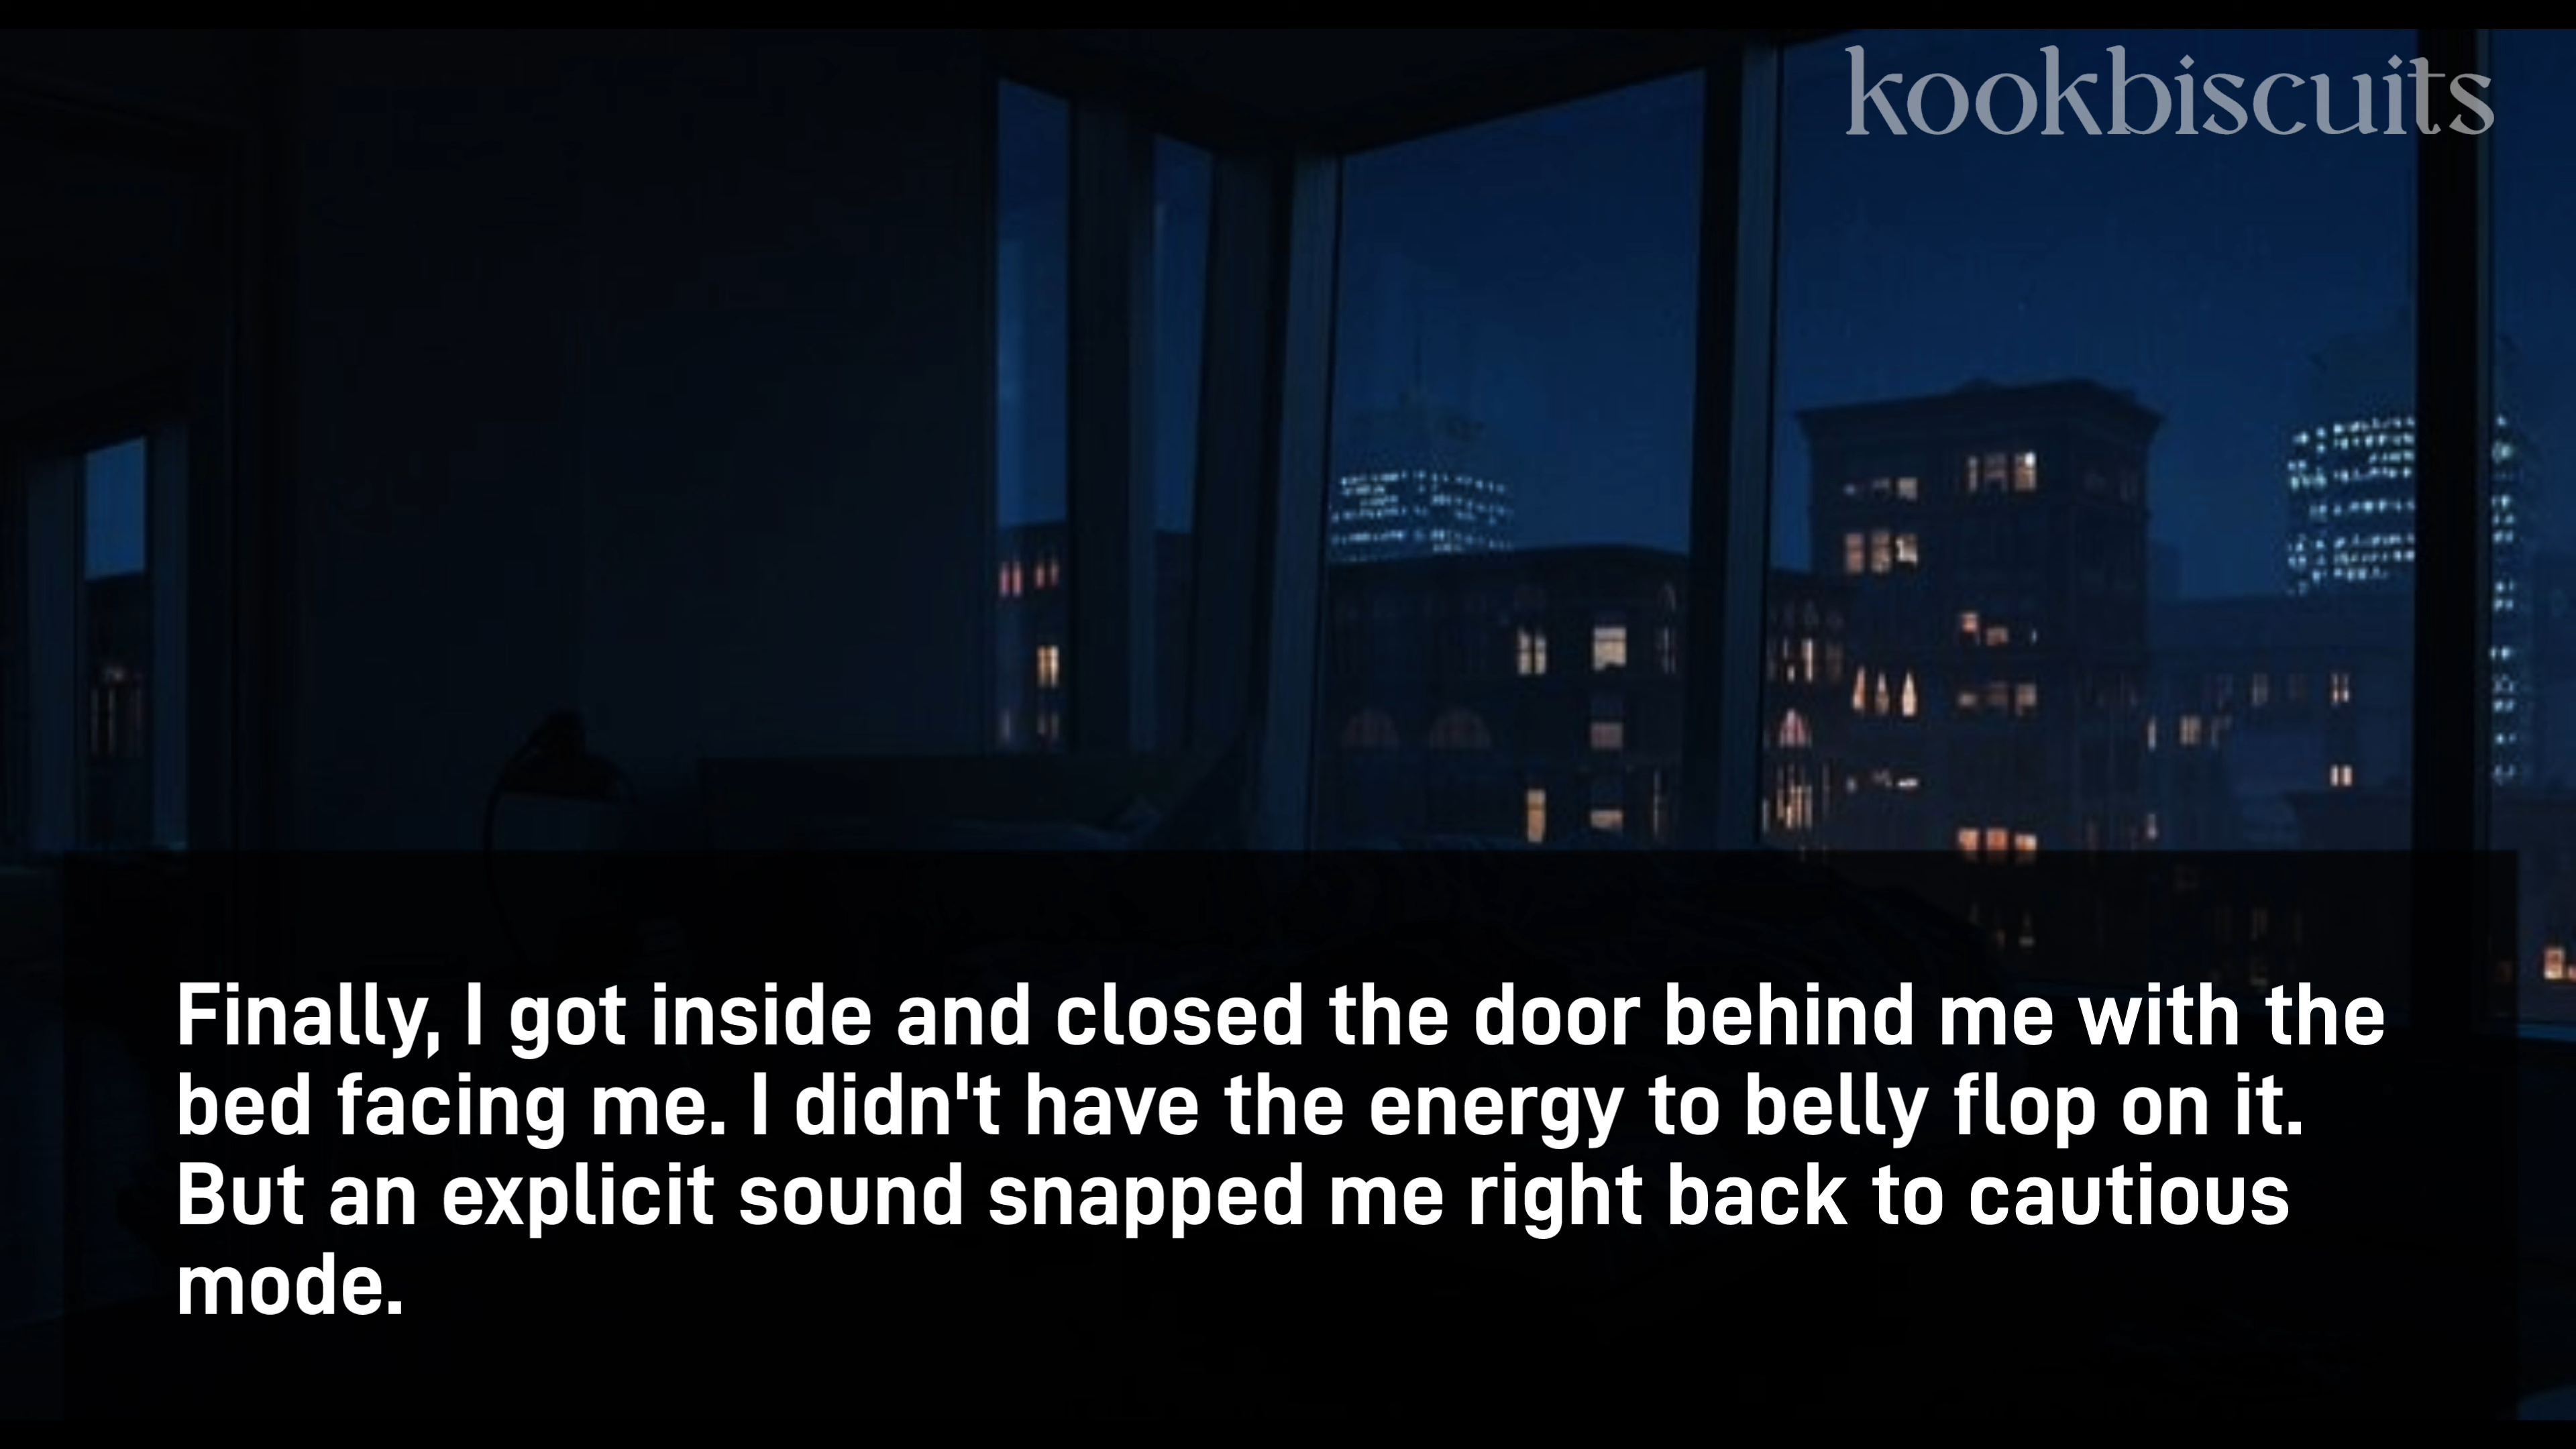 kookbiscuits
Finally, I got inside and closed the door behind me with the
bed facing me. I didn't have the energy to belly flop on it.
But an explicit sound snapped me right back to cautious
mode.